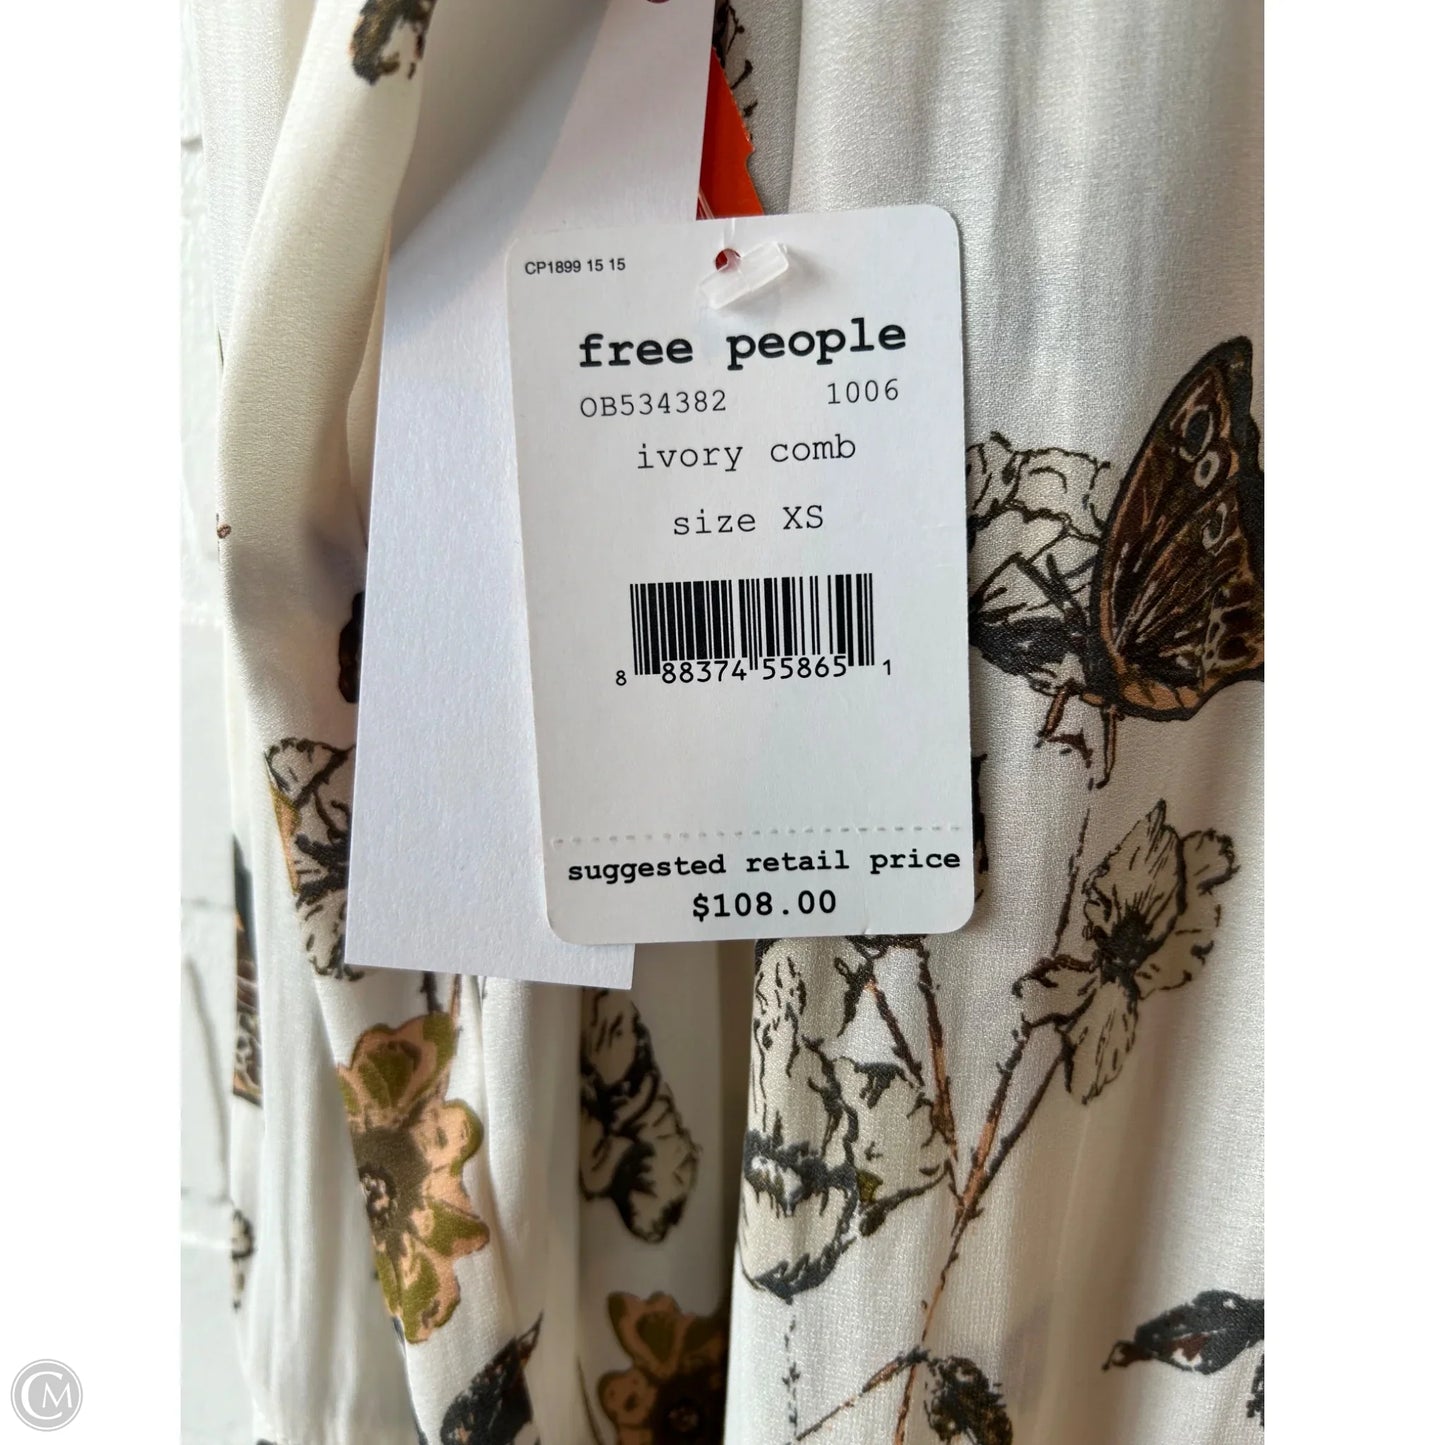 CP1899 15 15
free people
OB534382 1006
ivory comb
size XS
8 88374 55865 1
suggested retail price
$108.00
CM